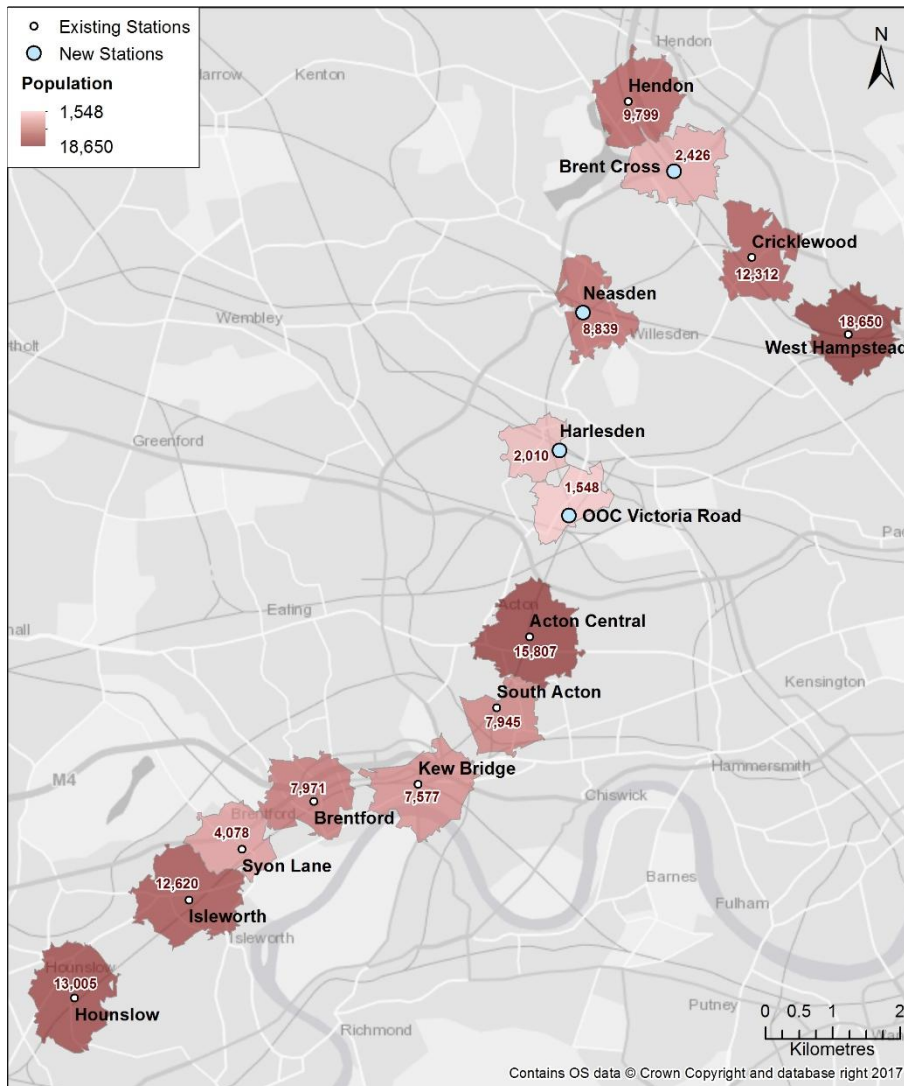 Existing Stations
New Stations
Population
1,548
18,650
N
Hendon
Kenton
Hendon
9,799
2,426
Brent Cross
Cricklewood
12,312
Neasden
8,839
Wembley
Willesden
18,650
West Hampstead
Greenford
Harlesden
2,010
1,548
OOC Victoria Road
Ealing
Acton
Acton Central
15,807
Kensington
South Acton
7,945
Hammersmith
M4
Kew Bridge
7,577
Chiswick
7,971
Brentford
Brentford
4,078
Syon Lane
Barnes
Fulham
12,620
Isleworth
Isleworth
Hounslow
13,005
Hounslow
Putney
Richmond
0 0.5 1 2
Kilometres
Contains OS data © Crown Copyright and database right 2017